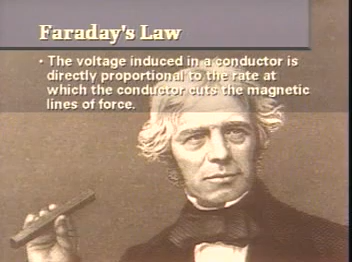 Faraday's Law
• The voltage induced in a conductor is
directly proportional to the rate at
which the conductor cuts the magnetic
lines of force.